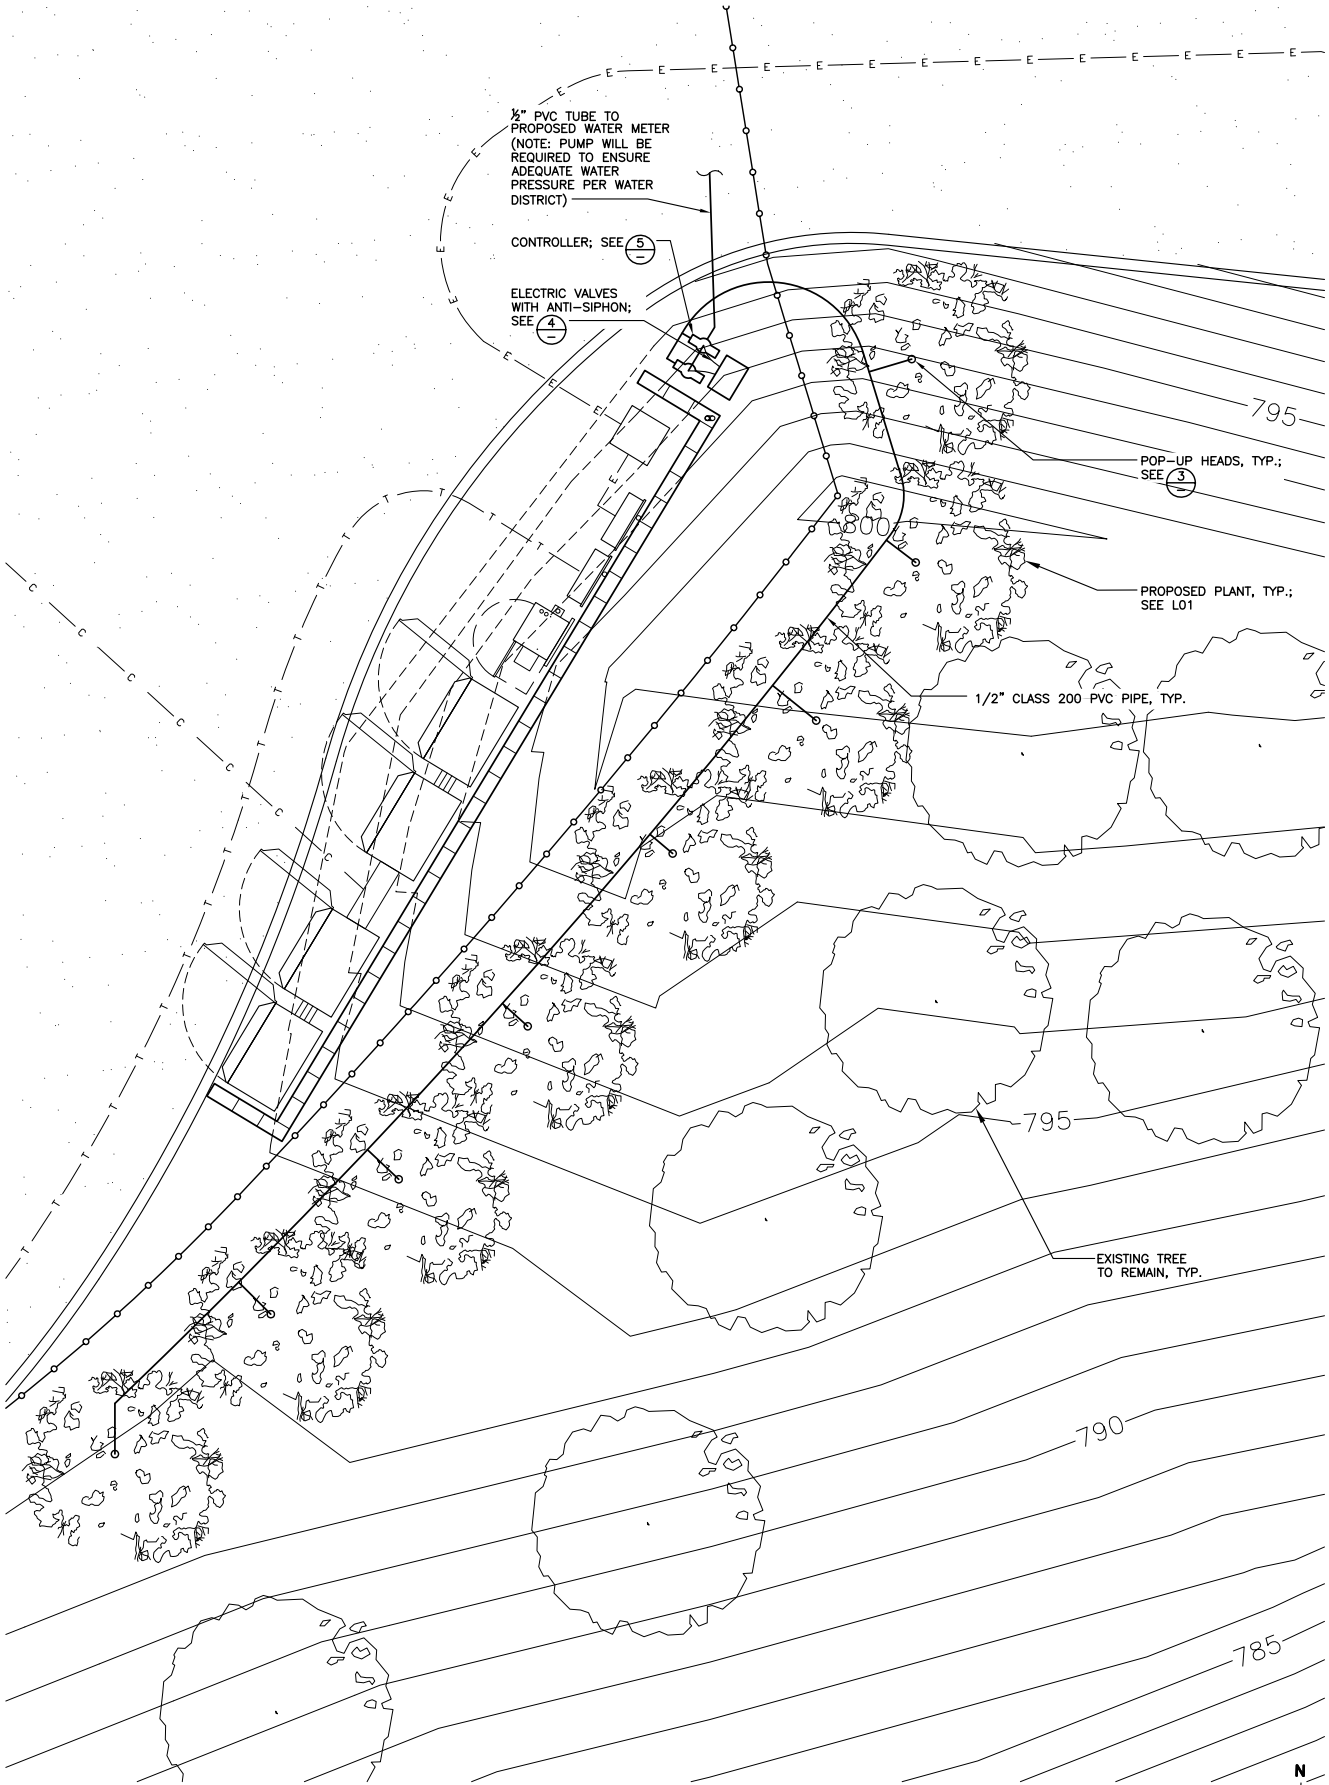 ½" PVC TUBE TO
PROPOSED WATER METER
(NOTE: PUMP WILL BE
REQUIRED TO ENSURE
ADEQUATE WATER
PRESSURE PER WATER
DISTRICT)
CONTROLLER; SEE 5
–
ELECTRIC VALVES
WITH ANTI-SIPHON;
SEE 4
–
795
POP-UP HEADS, TYP.;
SEE 3
–
800
PROPOSED PLANT, TYP.;
SEE L01
1/2" CLASS 200 PVC PIPE, TYP.
795
EXISTING TREE
TO REMAIN, TYP.
790
785
N
E E E E E E E E E E E E E E E E E E E E E E
T T T T T T T T T T T T T T T T T T
C C C C C C